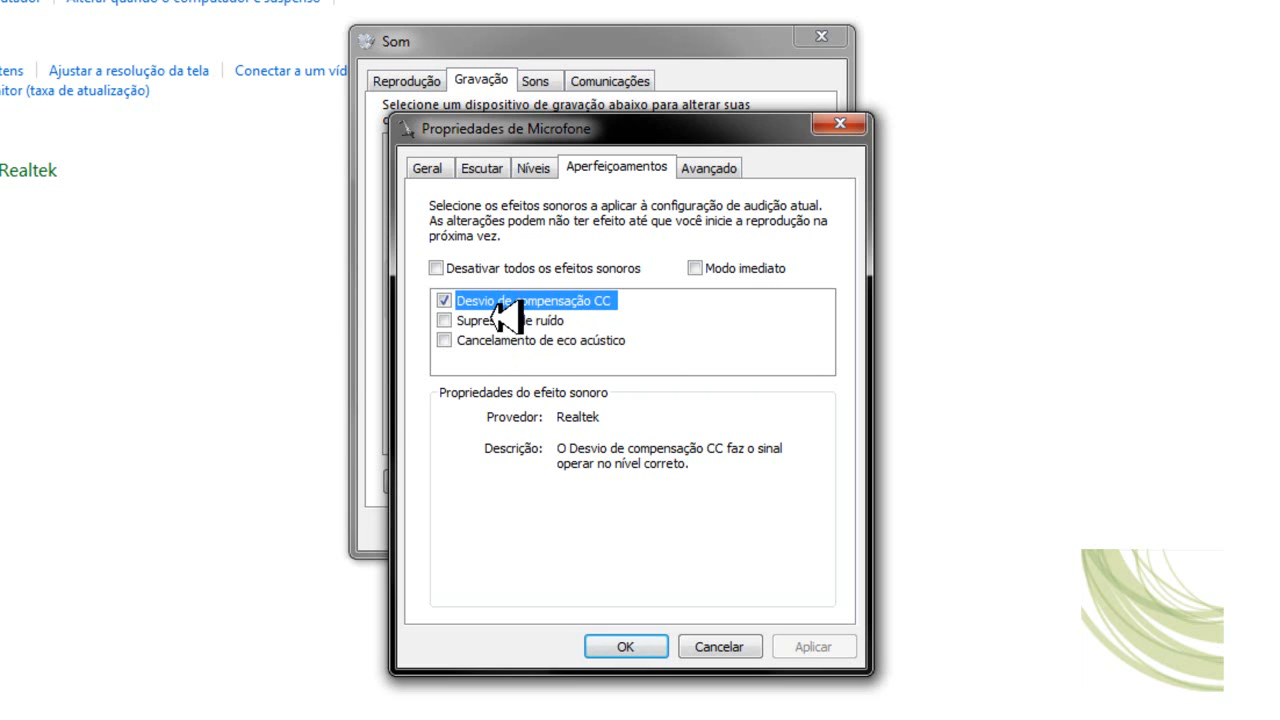 Alterar quando o computador é suspenso
Ajustar a resolução da tela
Conectar a um
(taxa de atualização)
Realtek
Som
Reprodução
Gravação
Sons
Comunicações
Selecione um dispositivo de gravação abaixo para alterar suas
Propriedades de Microfone
Geral
Escutar
Níveis
Aperfeiçoamentos
Avançado
Selecione os efeitos sonoros a aplicar à configuração de audição atual.
As alterações podem não ter efeito até que você inicie a reprodução na
próxima vez.
Desativar todos os efeitos sonoros
Modo imediato
Desvio de compensação CC
de ruído
Cancelamento de eco acústico
Propriedades do efeito sonoro
Provedor: Realtek
Descrição: O Desvio de compensação CC faz o sinal
operar no nível correto.
OK
Cancelar
Aplicar